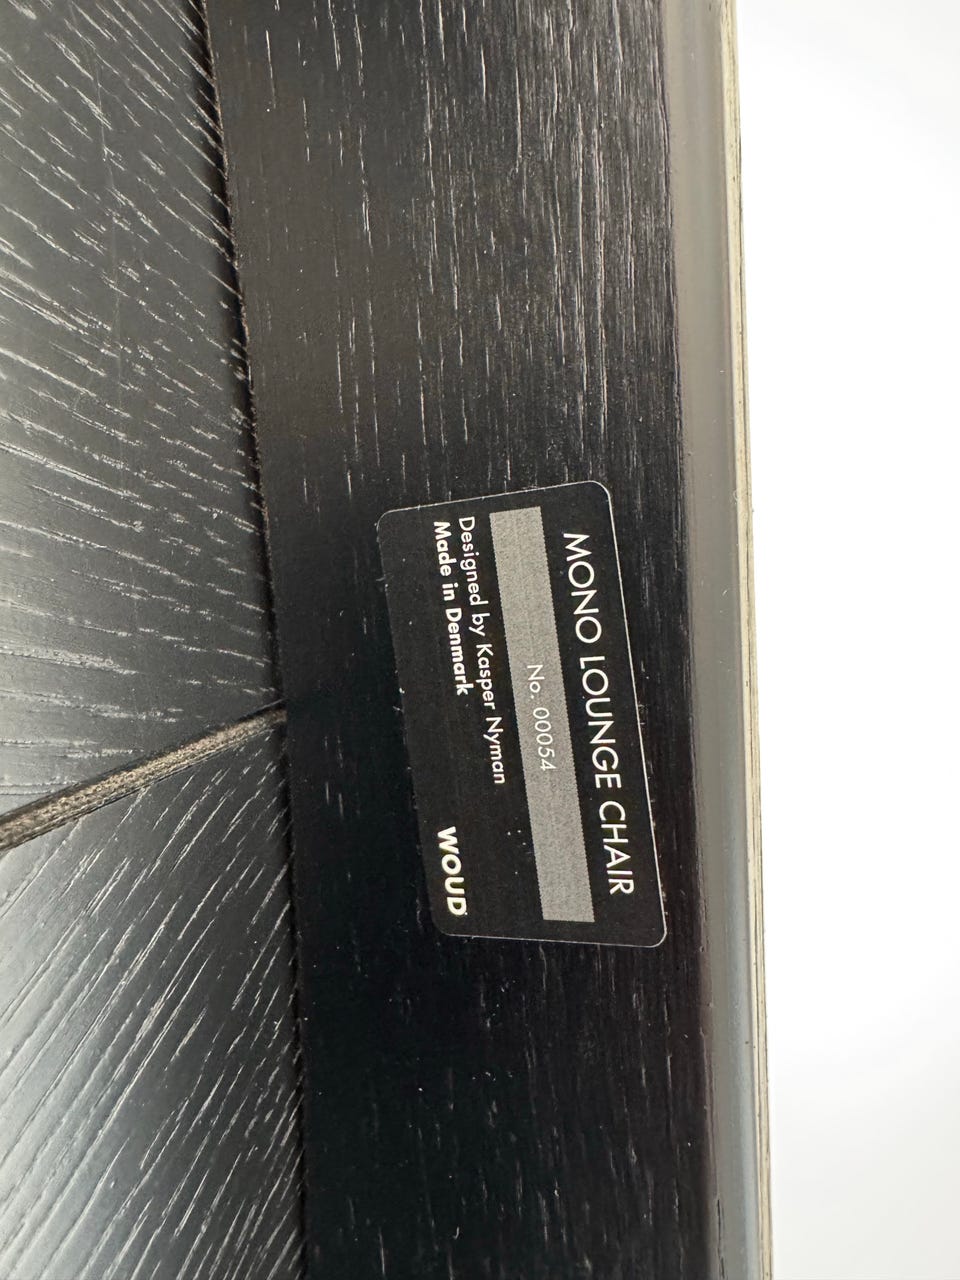 MONO LOUNGE CHAIR
No. 00054
Designed by Kasper Nyman
Made in Denmark
WOUD